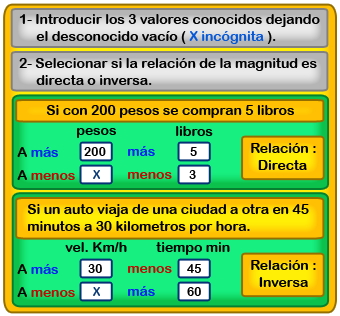 1- Introducir los 3 valores conocidos dejando
el desconocido vacío ( X incógnita ).
2- Selecionar si la relación de la magnitud es
directa o inversa.
Si con 200 pesos se compran 5 libros
pesos libros
A más 200 más 5
A menos X menos 3
Relación :
Directa
Si un auto viaja de una ciudad a otra en 45
minutos a 30 kilometros por hora.
vel. Km/h tiempo min
A más 30 menos 45
A menos X más 60
Relación :
Inversa